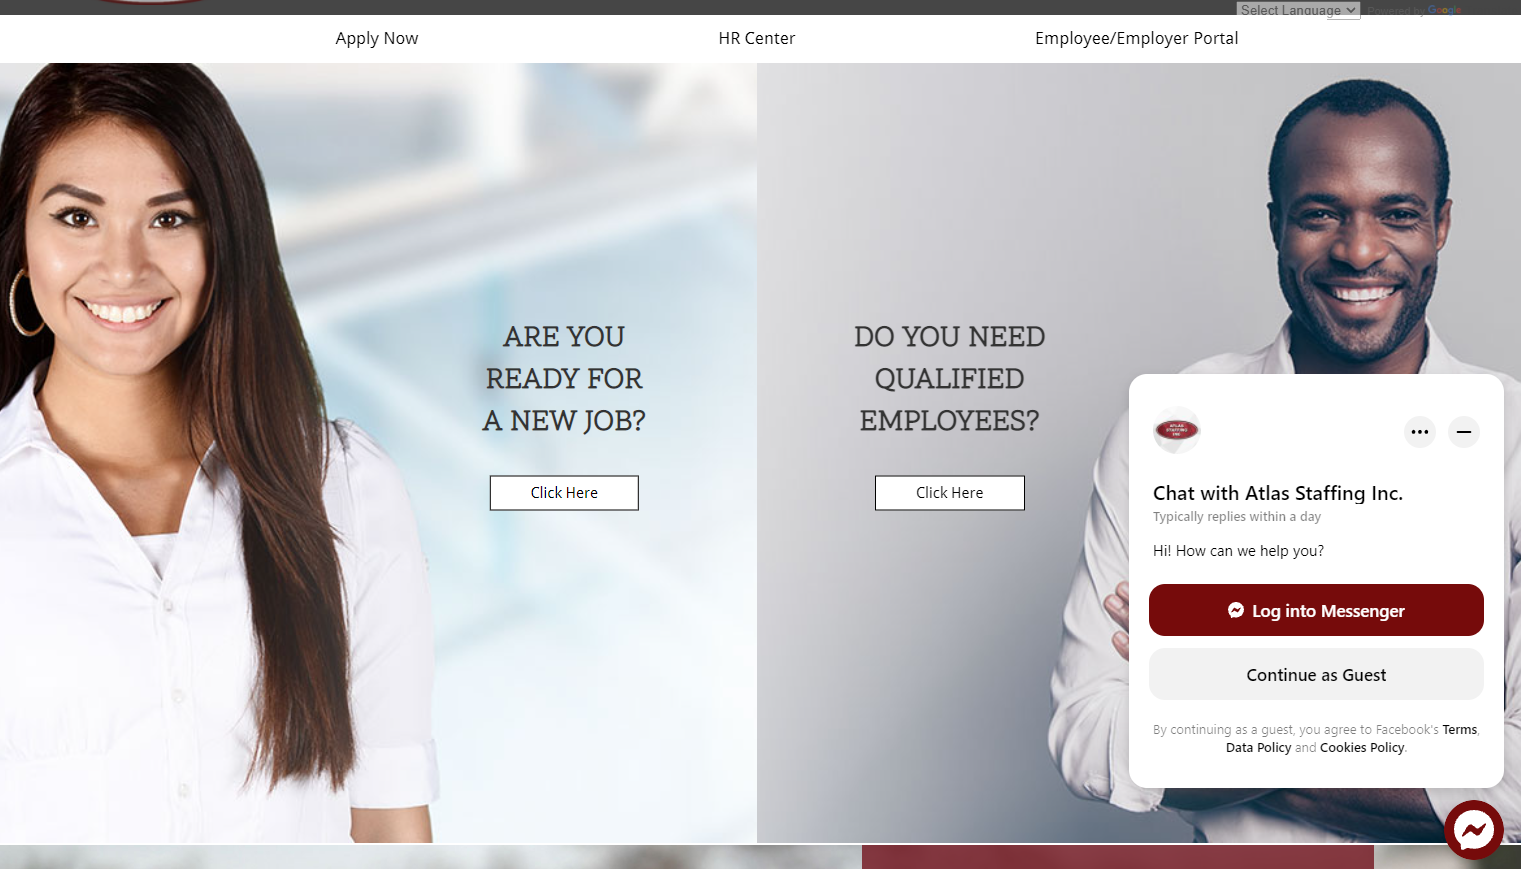 Select Language
Powered by Google
Apply Now
HR Center
Employee/Employer Portal
ARE YOU
READY FOR
A NEW JOB?
Click Here
DO YOU NEED
QUALIFIED
EMPLOYEES?
Click Here
ATLAS
STAFFING
INC
Chat with Atlas Staffing Inc.
Typically replies within a day
Hi! How can we help you?
Log into Messenger
Continue as Guest
By continuing as a guest, you agree to Facebook's Terms,
Data Policy and Cookies Policy.